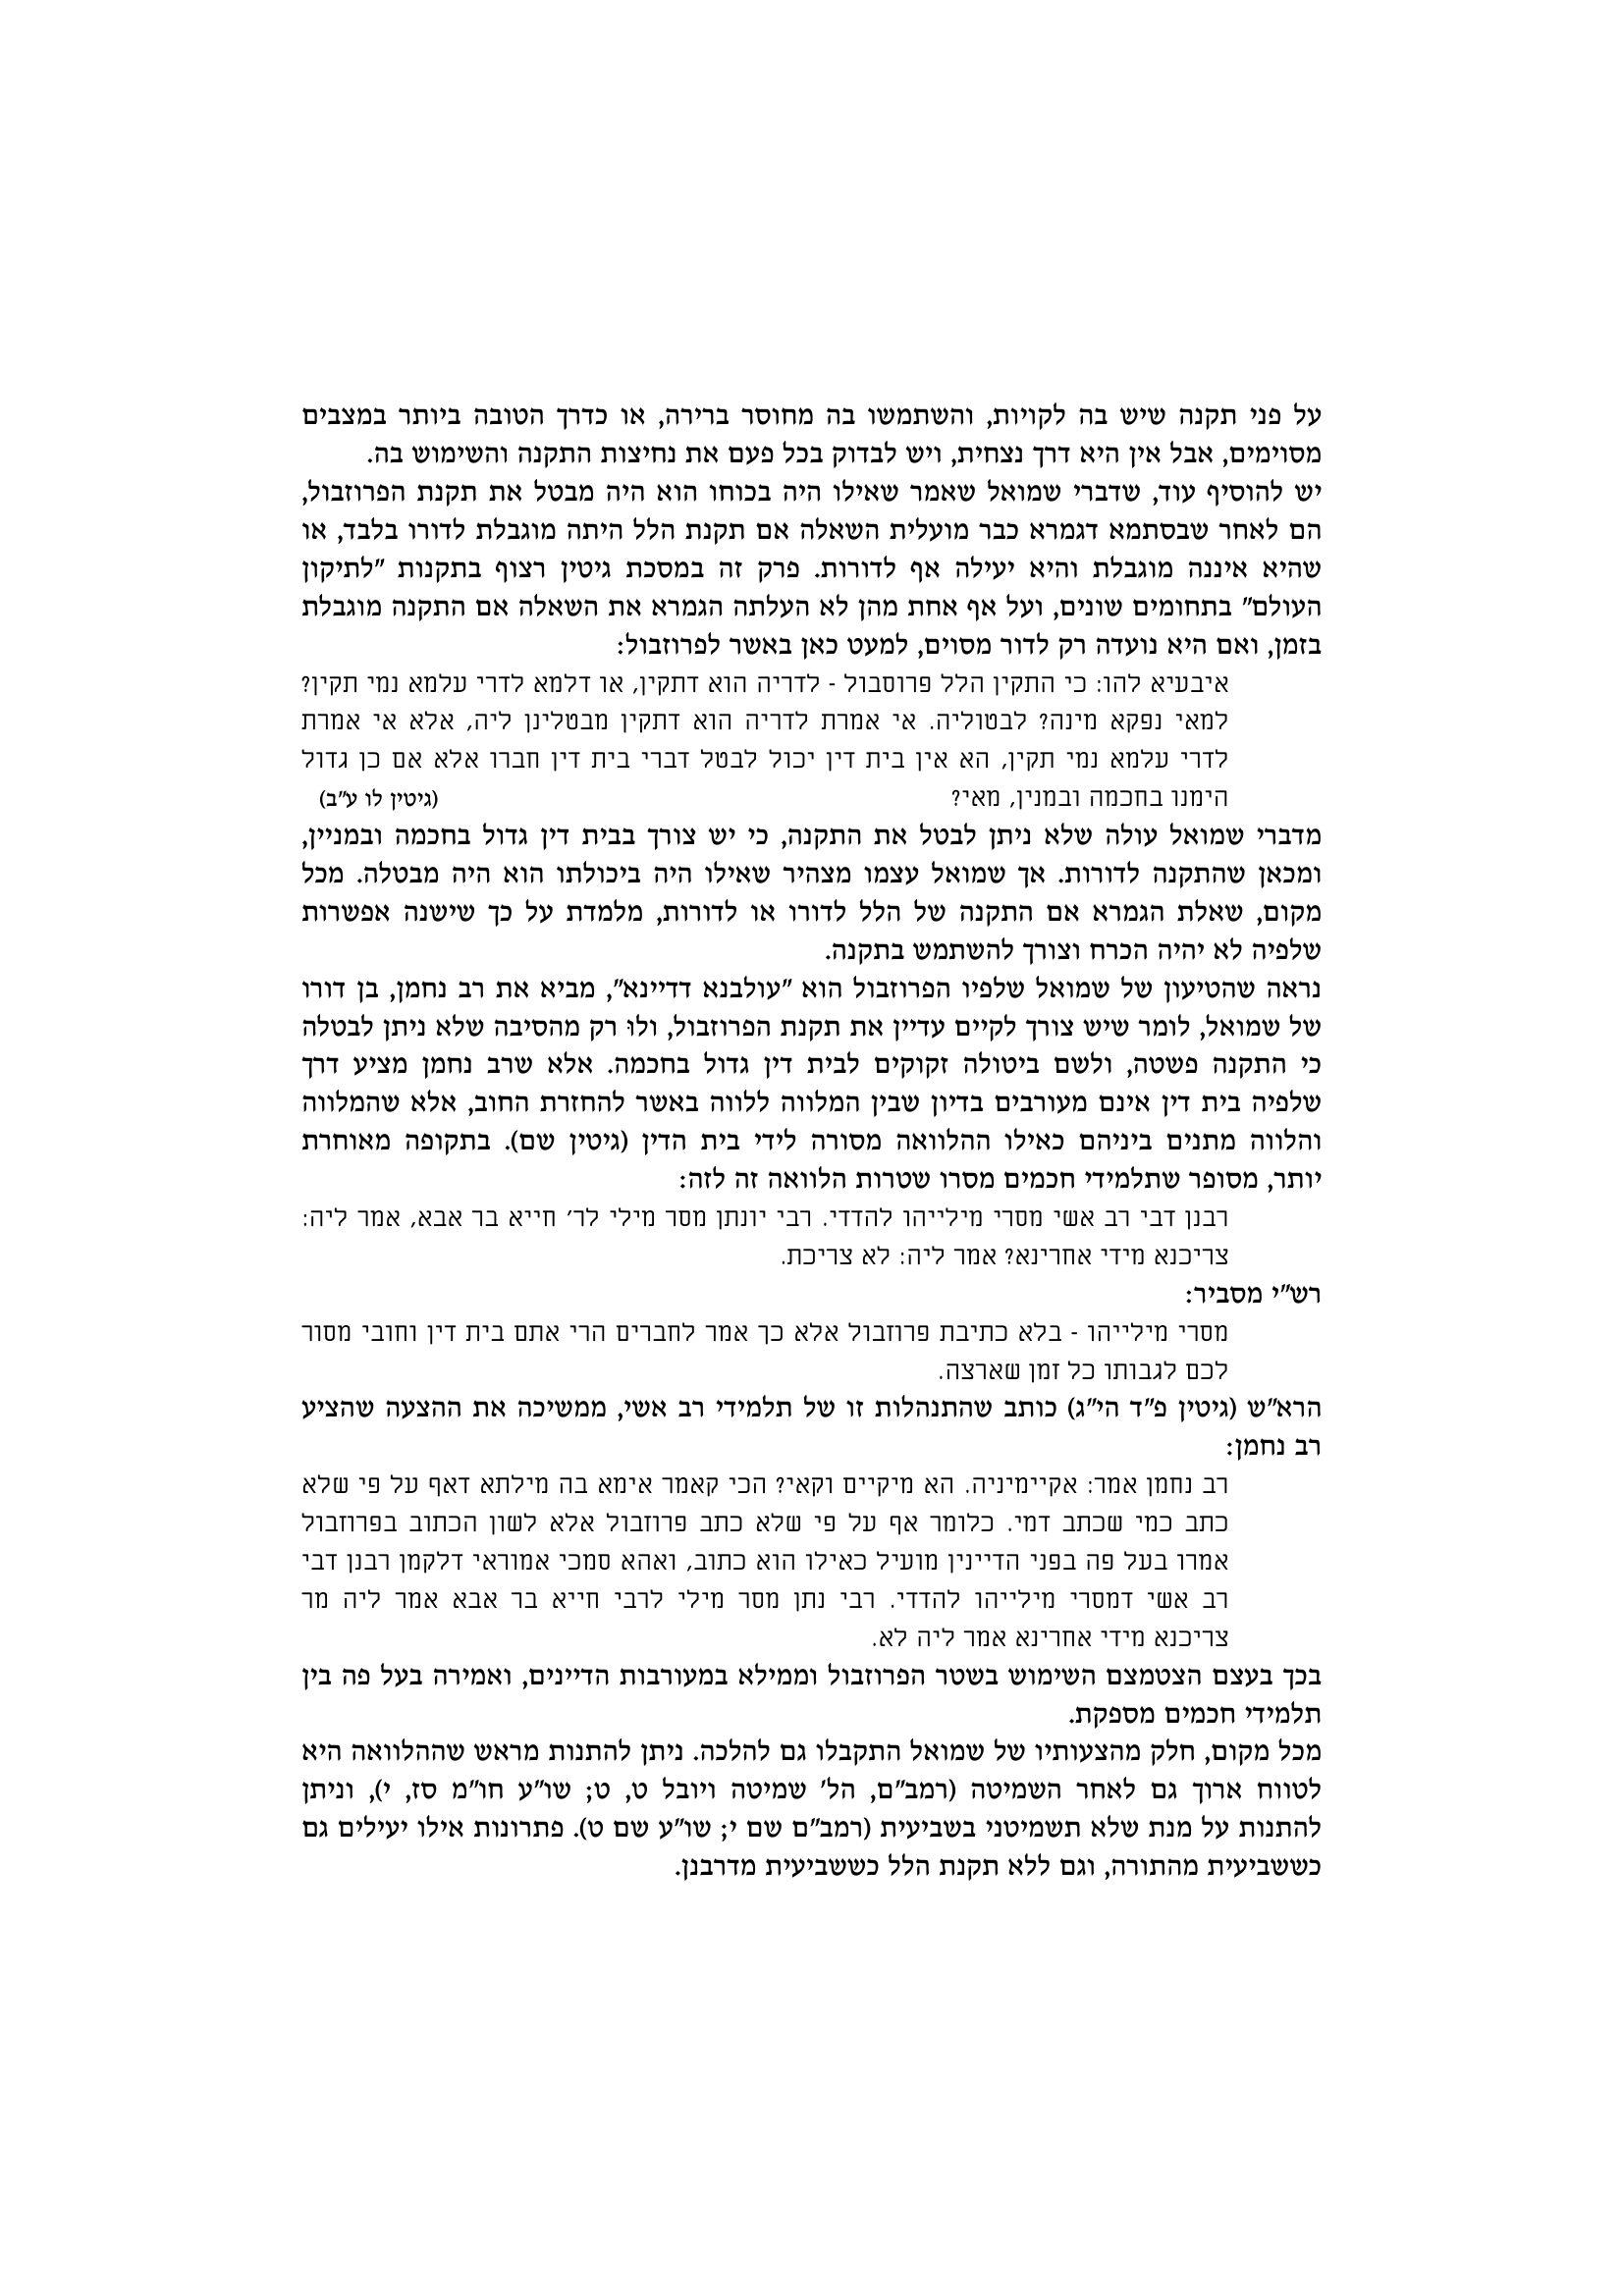 על פני תקנה שיש בה לקויות, והשתמשו בה מחוסר ברירה, או כדרך הטובה ביותר במצבים
מסוימים, אבל אין היא דרך נצחית, ויש לבדוק בכל פעם את נחיצות התקנה והשימוש בה.
יש להוסיף עוד, שדברי שמואל שאמר שאילו היה בכוחו הוא היה מבטל את תקנת הפרוזבול,
הם לאחר שבסתמא דגמרא כבר מועלית השאלה אם תקנת הלל היתה מוגבלת לדורו בלבד, או
שהיא איננה מוגבלת והיא יעילה אף לדורות. פרק זה במסכת גיטין רצוף בתקנות "לתיקון
העולם" בתחומים שונים, ועל אף אחת מהן לא העלתה הגמרא את השאלה אם התקנה מוגבלת
בזמן, ואם היא נועדה רק לדור מסוים, למעט כאן באשר לפרוזבול:
איבעיא להו: כי התקין הלל פרוסבול - לדריה הוא דתקין, או דלמא לדרי עלמא נמי תקין?
למאי נפקא מינה? לבטוליה. אי אמרת לדריה הוא דתקין מבטלינן ליה, אלא אי אמרת
לדרי עלמא נמי תקין, הא אין בית דין יכול לבטל דברי בית דין חברו אלא אם כן גדול
הימנו בחכמה ובמנין, מאי? (גיטין לו ע"ב)
מדברי שמואל עולה שלא ניתן לבטל את התקנה, כי יש צורך בבית דין גדול בחכמה ובמניין,
ומכאן שהתקנה לדורות. אך שמואל עצמו מצהיר שאילו היה ביכולתו הוא היה מבטלה. מכל
מקום, שאלת הגמרא אם התקנה של הלל לדורו או לדורות, מלמדת על כך שישנה אפשרות
שלפיה לא יהיה הכרח וצורך להשתמש בתקנה.
נראה שהטיעון של שמואל שלפיו הפרוזבול הוא "עולבנא דדיינא", מביא את רב נחמן, בן דורו
של שמואל, לומר שיש צורך לקיים עדיין את תקנת הפרוזבול, ולוּ רק מהסיבה שלא ניתן לבטלה
כי התקנה פשטה, ולשם ביטולה זקוקים לבית דין גדול בחכמה. אלא שרב נחמן מציע דרך
שלפיה בית דין אינם מעורבים בדיון שבין המלווה ללווה באשר להחזרת החוב, אלא שהמלווה
והלווה מתנים ביניהם כאילו ההלוואה מסורה לידי בית הדין (גיטין שם). בתקופה מאוחרת
יותר, מסופר שתלמידי חכמים מסרו שטרות הלוואה זה לזה:
רבנן דבי רב אשי מסרי מילייהו להדדי. רבי יונתן מסר מילי לר' חייא בר אבא, אמר ליה:
צריכנא מידי אחרינא? אמר ליה: לא צריכת.
רש"י מסביר:
מסרי מילייהו - בלא כתיבת פרוזבול אלא כך אמר לחברים הרי אתם בית דין וחובי מסור
לכם לגבותו כל זמן שארצה.
הרא"ש (גיטין פ"ד הי"ג) כותב שהתנהלות זו של תלמידי רב אשי, ממשיכה את ההצעה שהציע
רב נחמן:
רב נחמן אמר: אקיימיניה. הא מיקיים וקאי? הכי קאמר אימא בה מילתא דאף על פי שלא
כתב כמי שכתב דמי. כלומר אף על פי שלא כתב פרוזבול אלא לשון הכתוב בפרוזבול
אמרו בעל פה בפני הדיינין מועיל כאילו הוא כתוב, ואהא סמכי אמוראי דלקמן רבנן דבי
רב אשי דמסרי מילייהו להדדי. רבי נתן מסר מילי לרבי חייא בר אבא אמר ליה מר
צריכנא מידי אחרינא אמר ליה לא.
בכך בעצם הצטמצם השימוש בשטר הפרוזבול וממילא במעורבות הדיינים, ואמירה בעל פה בין
תלמידי חכמים מספקת.
מכל מקום, חלק מהצעותיו של שמואל התקבלו גם להלכה. ניתן להתנות מראש שההלוואה היא
לטווח ארוך גם לאחר השמיטה (רמב"ם, הל' שמיטה ויובל ט, ט; שו"ע חו"מ סז, י), וניתן
להתנות על מנת שלא תשמיטני בשביעית (רמב"ם שם י; שו"ע שם ט). פתרונות אילו יעילים גם
כששביעית מהתורה, וגם ללא תקנת הלל כששביעית מדרבנן.